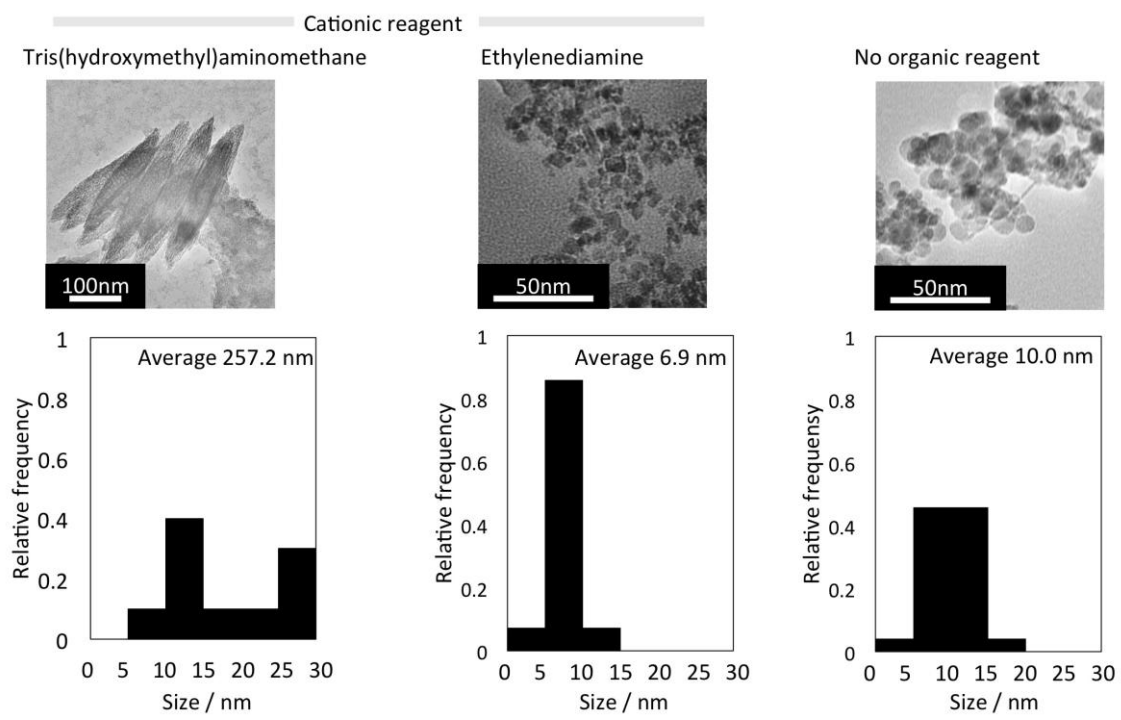 Cationic reagent
Tris(hydroxymethyl)aminomethane
Ethylenediamine
No organic reagent
100nm
50nm
50nm
Average 257.2 nm
Relative frequency
1
0.8
0.6
0.4
0.2
0
0 5 10 15 20 25 30
Size / nm
Average 6.9 nm
Relative frequency
1
0.8
0.6
0.4
0.2
0
0 5 10 15 20 25 30
Size / nm
Average 10.0 nm
Relative frequensy
1
0.8
0.6
0.4
0.2
0
0 5 10 15 20 25 30
Size / nm